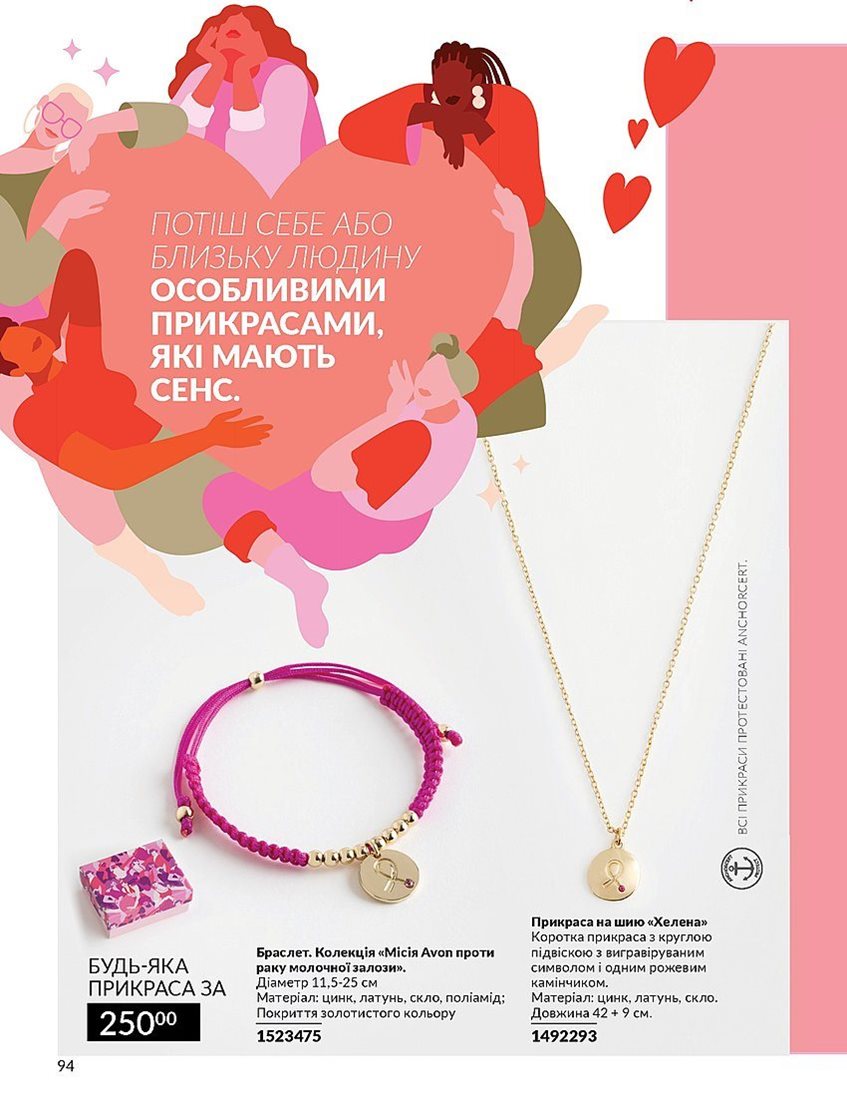 ПОТІШ СЕБЕ АБО
БЛИЗЬКУ ЛЮДИНУ
ОСОБЛИВИМИ
ПРИКРАСАМИ,
ЯКІ МАЮТЬ
СЕНС.
ВСІ ПРИКРАСИ ПРОТЕСТОВАНІ ANCHORCERT.
БУДЬ-ЯКА
ПРИКРАСА ЗА
250⁰⁰
Браслет. Колекція «Місія Avon проти
раку молочної залози».
Діаметр 11,5-25 см
Матеріал: цинк, латунь, скло, поліамід;
Покриття золотистого кольору
1523475
Прикраса на шию «Хелена»
Коротка прикраса з круглою
підвіскою з вигравіруваним
символом і одним рожевим
камінчиком.
Матеріал: цинк, латунь, скло.
Довжина 42 + 9 см.
1492293
94